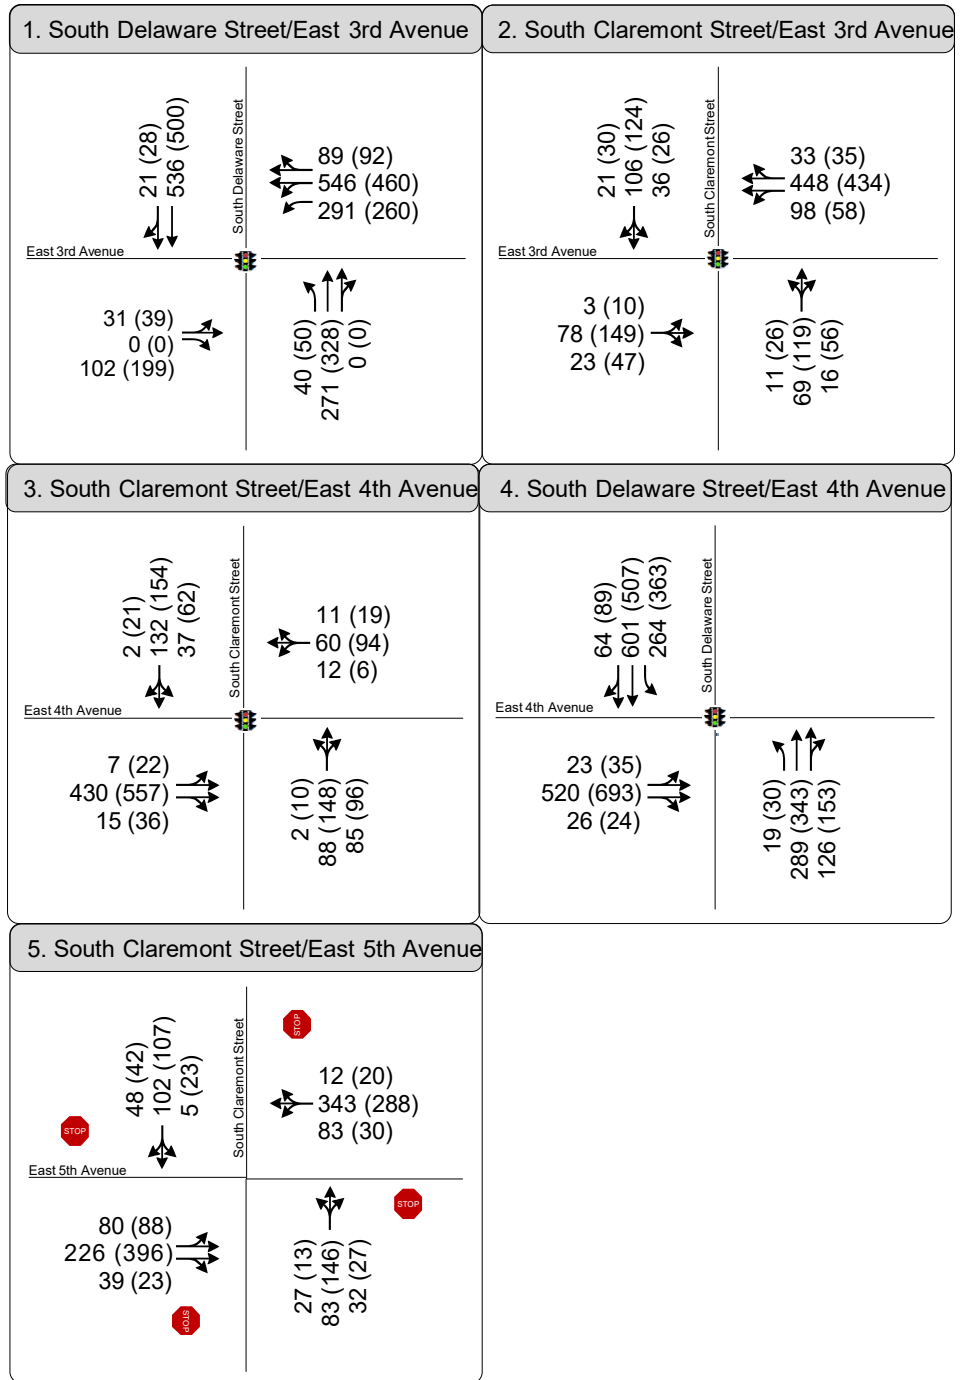 1. South Delaware Street/East 3rd Avenue
21 (28)
536 (500)
South Delaware Street
89 (92)
546 (460)
291 (260)
East 3rd Avenue
31 (39)
0 (0)
102 (199)
40 (50)
271 (328)
0 (0)
2. South Claremont Street/East 3rd Avenue
21 (30)
106 (124)
36 (26)
South Claremont Street
33 (35)
448 (434)
98 (58)
East 3rd Avenue
3 (10)
78 (149)
23 (47)
11 (26)
69 (119)
16 (56)
3. South Claremont Street/East 4th Avenue
2 (21)
132 (154)
37 (62)
South Claremont Street
11 (19)
60 (94)
12 (6)
East 4th Avenue
7 (22)
430 (557)
15 (36)
2 (10)
88 (148)
85 (96)
4. South Delaware Street/East 4th Avenue
64 (89)
601 (507)
264 (363)
South Delaware Street
East 4th Avenue
23 (35)
520 (693)
26 (24)
19 (30)
289 (343)
126 (153)
5. South Claremont Street/East 5th Avenue
48 (42)
102 (107)
5 (23)
South Claremont Street
STOP
12 (20)
343 (288)
83 (30)
STOP
East 5th Avenue
STOP
80 (88)
226 (396)
39 (23)
27 (13)
83 (146)
32 (27)
STOP